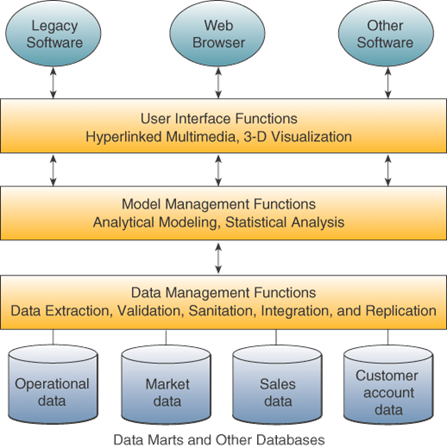 Legacy
Software
Web
Browser
Other
Software
User Interface Functions
Hyperlinked Multimedia, 3-D Visualization
Model Management Functions
Analytical Modeling, Statistical Analysis
Data Management Functions
Data Extraction, Validation, Sanitation, Integration, and Replication
Operational
data
Market
data
Sales
data
Customer
account
data
Data Marts and Other Databases